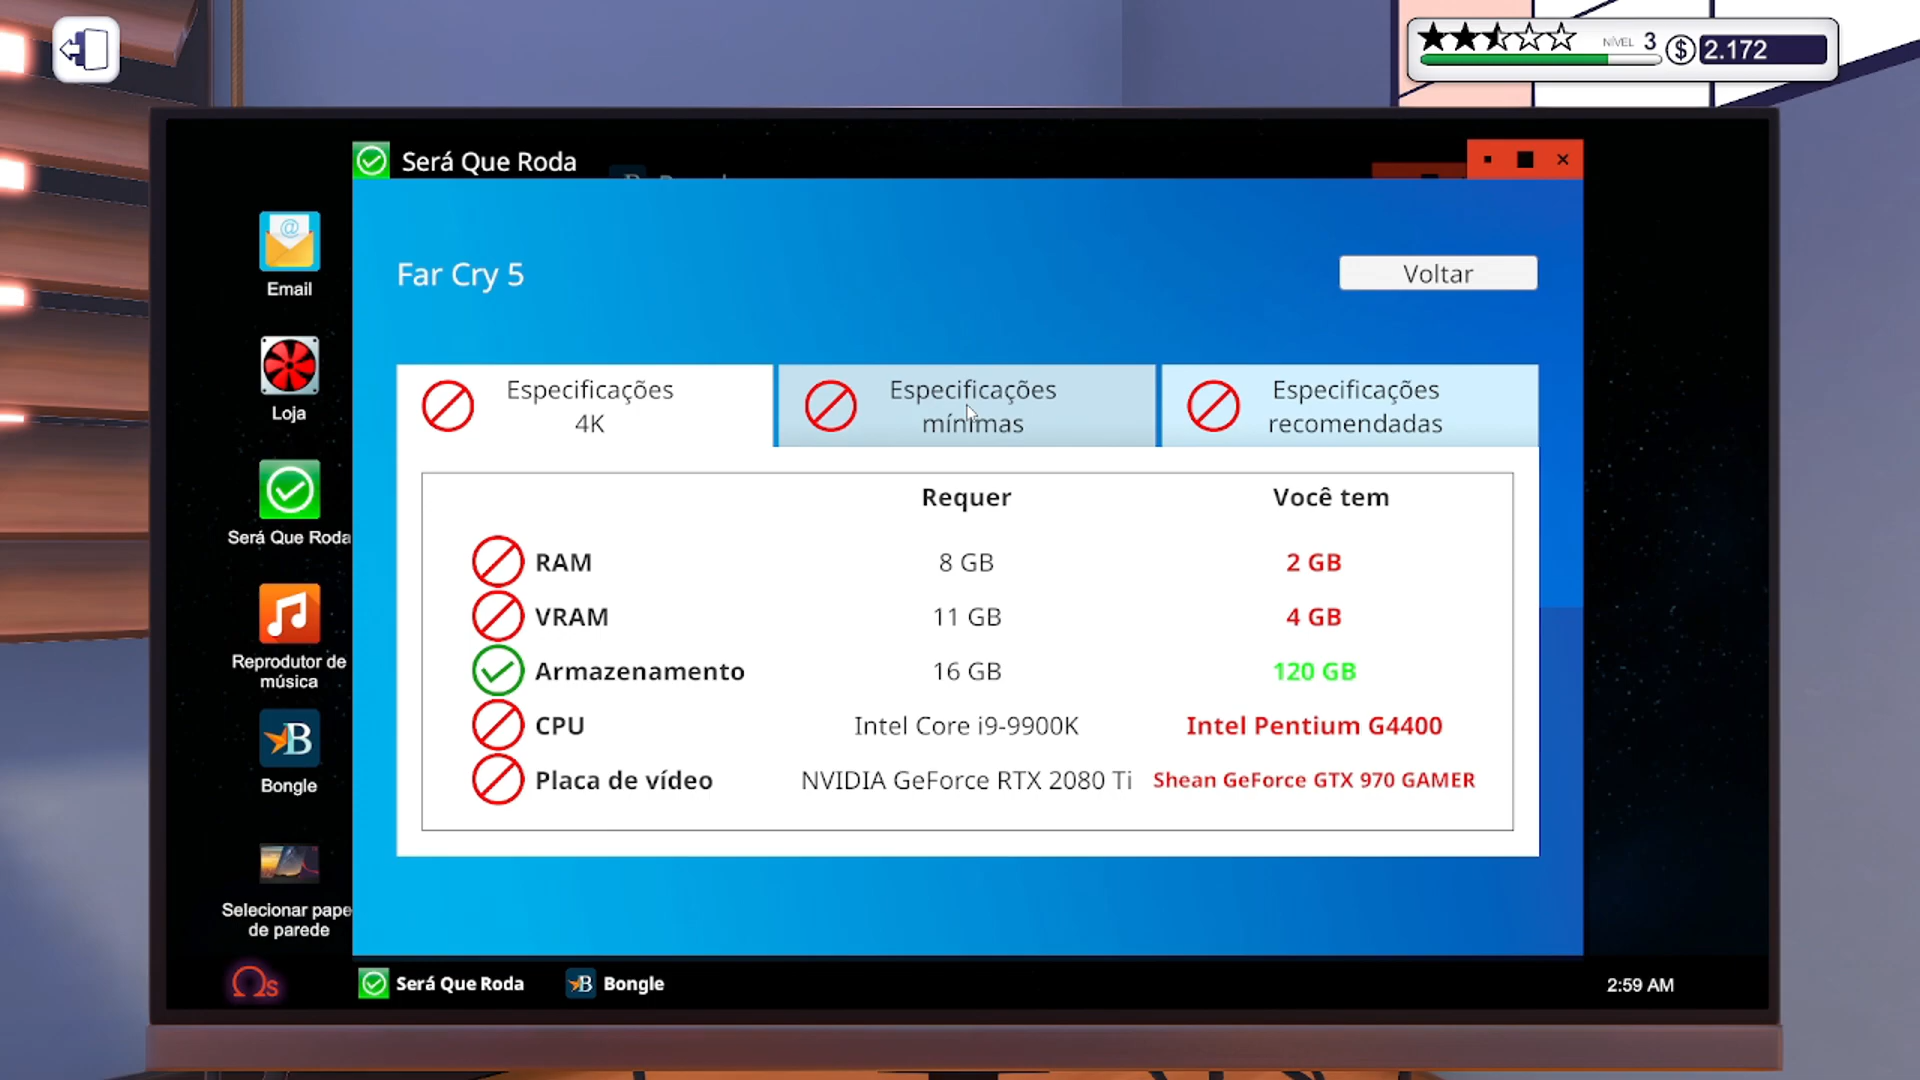 NÍVEL 3
$ 2.172
Será Que Roda
Email
Loja
Será Que Roda
Reprodutor de
música
B
Bongle
Selecionar pape
de parede
Far Cry 5
Voltar
Especificações
4K
Especificações
mínimas
Especificações
recomendadas
Requer
Você tem
RAM
8 GB
2 GB
VRAM
11 GB
4 GB
Armazenamento
16 GB
120 GB
CPU
Intel Core i9-9900K
Intel Pentium G4400
Placa de vídeo
NVIDIA GeForce RTX 2080 Ti
Shean GeForce GTX 970 GAMER
Ωs
Será Que Roda
B
Bongle
2:59 AM